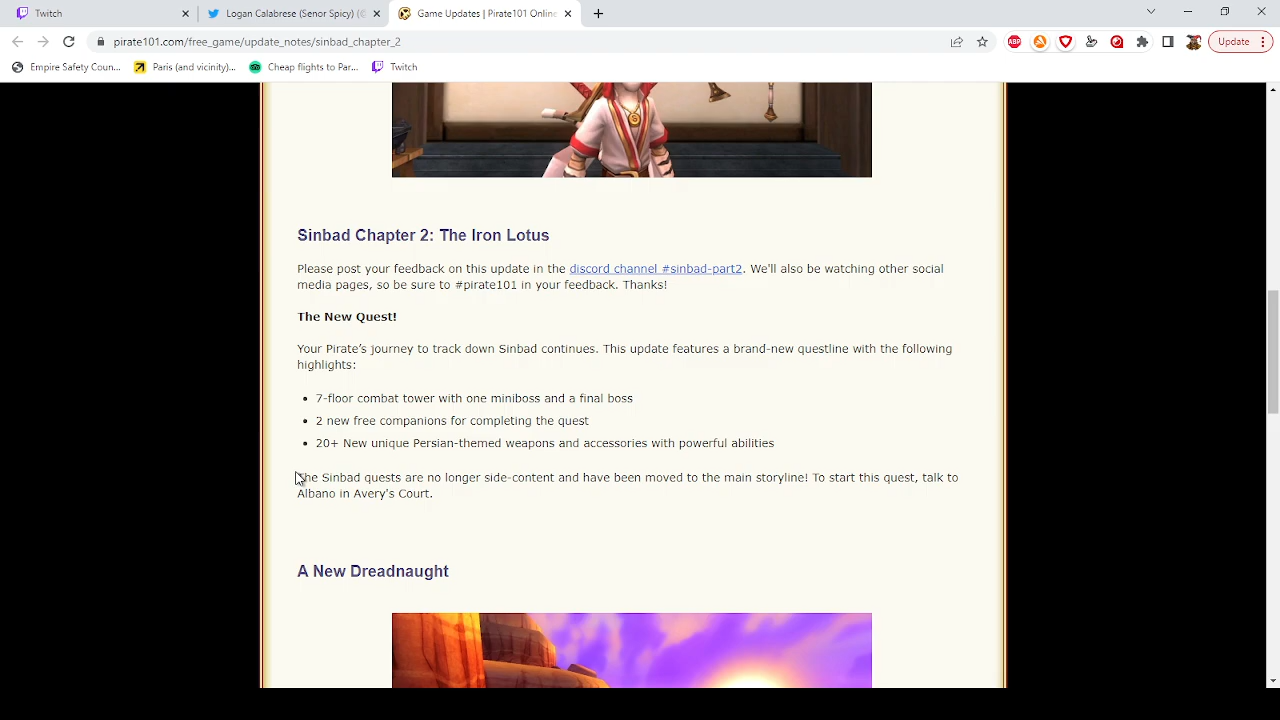 Twitch
Logan Calabrese (Senor Spicy) (@
Game Updates | Pirate101 Online
pirate101.com/free_game/update_notes/sinbad_chapter_2
ABP
Update
Empire Safety Coun...
Paris (and vicinity)...
Cheap flights to Par...
Twitch
Sinbad Chapter 2: The Iron Lotus
Please post your feedback on this update in the discord channel #sinbad-part2. We'll also be watching other social
media pages, so be sure to #pirate101 in your feedback. Thanks!
The New Quest!
Your Pirate’s journey to track down Sinbad continues. This update features a brand-new questline with the following
highlights:
• 7-floor combat tower with one miniboss and a final boss
• 2 new free companions for completing the quest
• 20+ New unique Persian-themed weapons and accessories with powerful abilities
The Sinbad quests are no longer side-content and have been moved to the main storyline! To start this quest, talk to
Albano in Avery's Court.
A New Dreadnaught